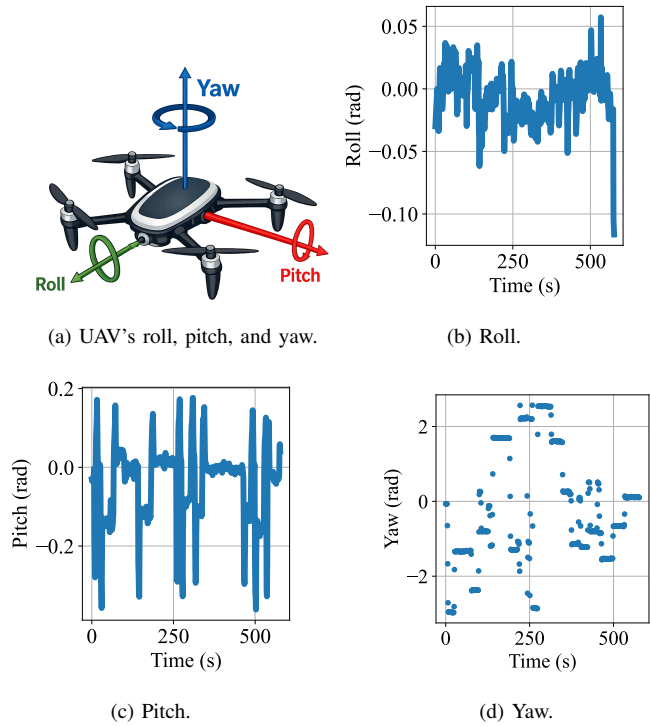 Yaw
Pitch
Roll
(a) UAV's roll, pitch, and yaw.
0.05
0.00
−0.05
−0.10
Roll (rad)
0 250 500
Time (s)
(b) Roll.
0.2
0.0
−0.2
Pitch (rad)
0 250 500
Time (s)
(c) Pitch.
2
0
−2
Yaw (rad)
0 250 500
Time (s)
(d) Yaw.